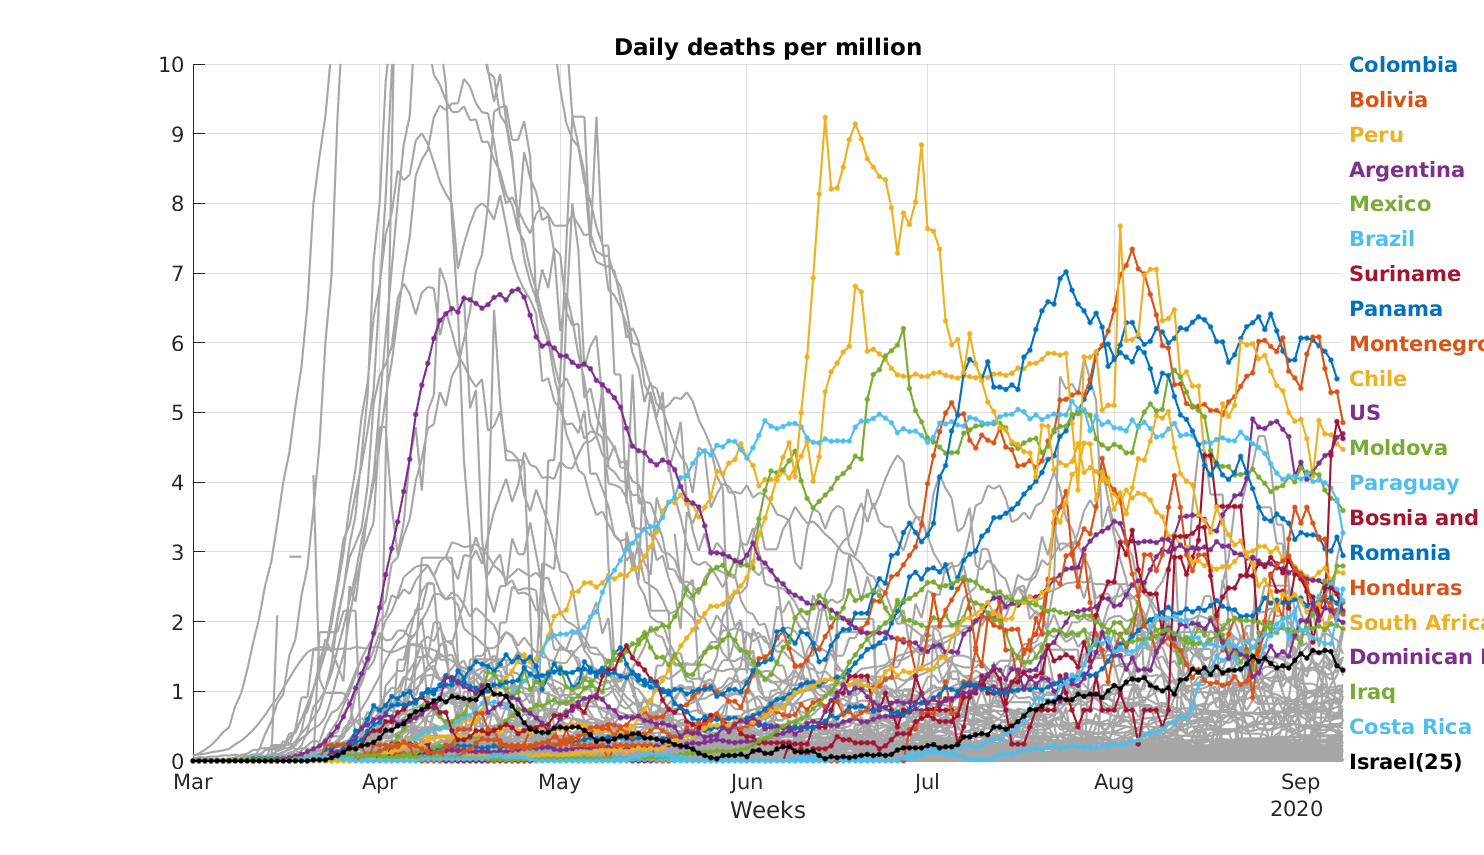 Daily deaths per million
10
9
8
7
6
5
4
3
2
1
0
Mar
Apr
May
Jun
Jul
Aug
Sep
2020
Weeks
Colombia
Bolivia
Peru
Argentina
Mexico
Brazil
Suriname
Panama
Montenegro
Chile
US
Moldova
Paraguay
Bosnia and
Romania
Honduras
South Africa
Dominican
Iraq
Costa Rica
Israel(25)